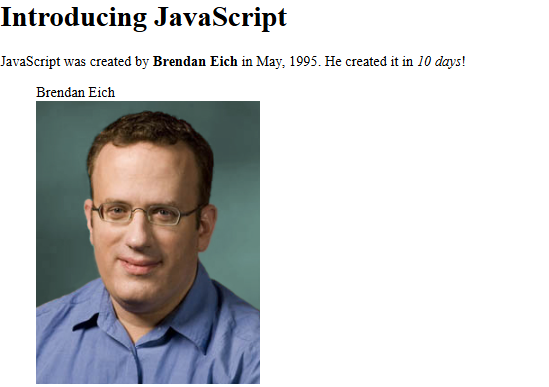 Introducing JavaScript
JavaScript was created by Brendan Eich in May, 1995. He created it in 10 days!
Brendan Eich